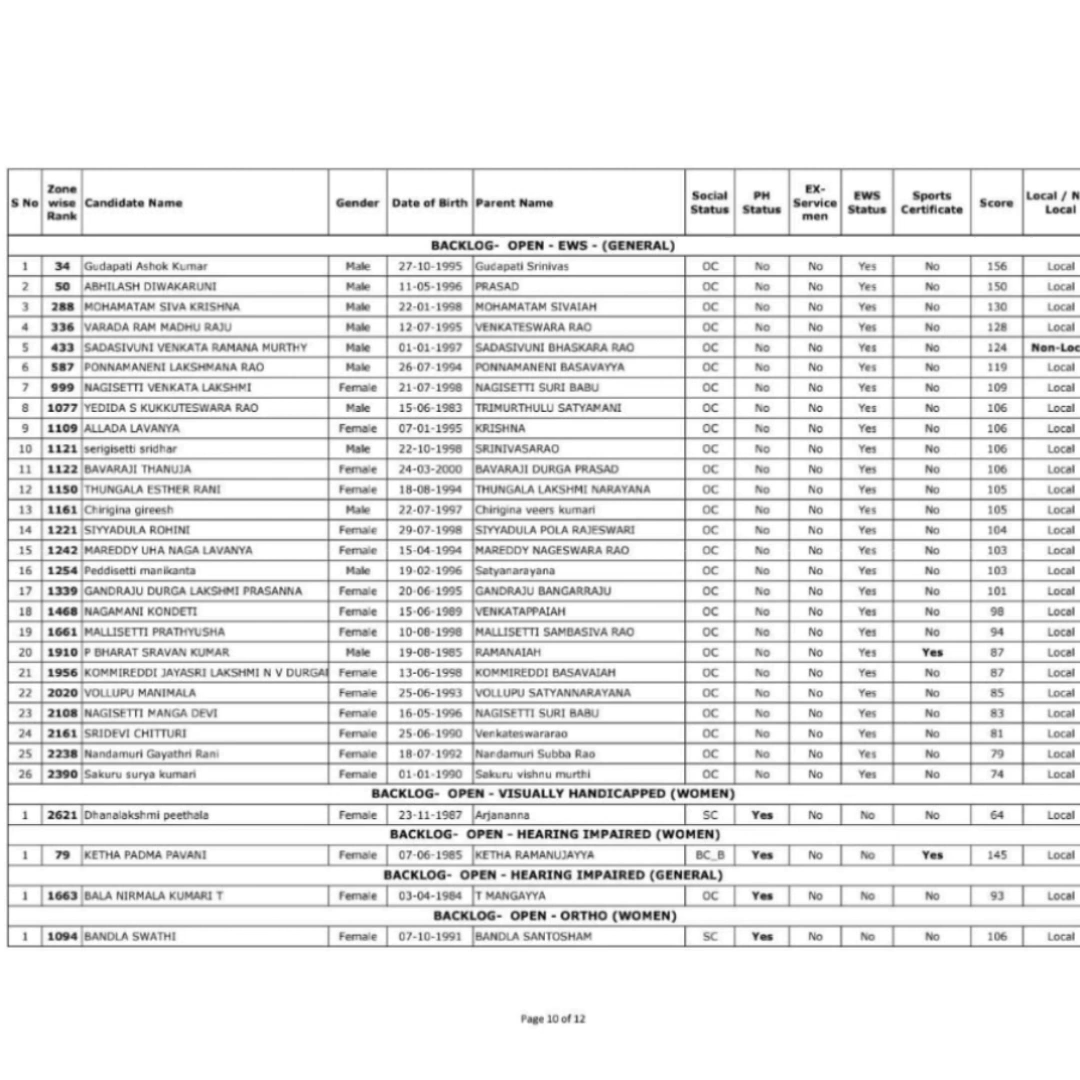 S No Zone wise Rank Candidate Name Gender Date of Birth Parent Name Social Status PH Status EX-Service men EWS Status Sports Certificate Score Local / N Local
BACKLOG- OPEN - EWS - (GENERAL)
1 34 Gudapati Ashok Kumar Male 27-10-1995 Gudapati Srinivas OC No No Yes No 156 Local
2 50 ABHILASH DIWAKARUNI Male 11-05-1996 PRASAD OC No No Yes No 150 Local
3 288 MOHAMATAM SIVA KRISHNA Male 22-01-1998 MOHAMATAM SIVAIAH OC No No Yes No 130 Local
4 336 VARADA RAM MADHU RAJU Male 12-07-1995 VENKATESWARA RAO OC No No Yes No 128 Local
5 433 SADASIVUNI VENKATA RAMANA MURTHY Male 01-01-1997 SADASIVUNI BHASKARA RAO OC No No Yes No 124 Non-Loc
6 587 PONNAMANENI LAKSHMANA RAO Male 26-07-1994 PONNAMANENI BASAVAYYA OC No No Yes No 119 Local
7 999 NAGISETTI VENKATA LAKSHMI Female 21-07-1998 NAGISETTI SURI BABU OC No No Yes No 109 Local
8 1077 YEDIDA S KUKKUTESWARA RAO Male 15-06-1983 TRIMURTHULU SATYAMANI OC No No Yes No 106 Local
9 1109 ALLADA LAVANYA Female 07-01-1995 KRISHNA OC No No Yes No 106 Local
10 1121 serigisetti sridhar Male 22-10-1998 SRINIVASARAO OC No No Yes No 106 Local
11 1122 BAVARAJI THANUJA Female 24-03-2000 BAVARAJI DURGA PRASAD OC No No Yes No 106 Local
12 1150 THUNGALA ESTHER RANI Female 18-08-1994 THUNGALA LAKSHMI NARAYANA OC No No Yes No 105 Local
13 1161 Chirigina gireesh Male 22-07-1997 Chirigina veers kumari OC No No Yes No 105 Local
14 1221 SIYYADULA ROHINI Female 29-07-1998 SIYYADULA POLA RAJESWARI OC No No Yes No 104 Local
15 1242 MAREDDY UHA NAGA LAVANYA Female 15-04-1994 MAREDDY NAGESWARA RAO OC No No Yes No 103 Local
16 1254 Peddisetti manikanta Male 19-02-1996 Satyanarayana OC No No Yes No 103 Local
17 1339 GANDRAJU DURGA LAKSHMI PRASANNA Female 20-06-1995 GANDRAJU BANGARRAJU OC No No Yes No 101 Local
18 1468 NAGAMANI KONDETI Female 15-06-1989 VENKATAPPAIAH OC No No Yes No 98 Local
19 1661 MALLISETTI PRATHYUSHA Female 10-08-1998 MALLISETTI SAMBASIVA RAO OC No No Yes No 94 Local
20 1910 P BHARAT SRAVAN KUMAR Male 19-08-1985 RAMANAIAH OC No No Yes Yes 87 Local
21 1956 KOMMIREDDI JAYASRI LAKSHMI N V DURGAI Female 13-06-1998 KOMMIREDDI BASAVAIAH OC No No Yes No 87 Local
22 2020 VOLLUPU MANIMALA Female 25-06-1993 VOLLUPU SATYANNARAYANA OC No No Yes No 85 Local
23 2108 NAGISETTI MANGA DEVI Female 16-05-1996 NAGISETTI SURI BABU OC No No Yes No 83 Local
24 2161 SRIDEVI CHITTURI Female 25-06-1990 Venkateswararao OC No No Yes No 81 Local
25 2238 Nandamuri Gayathri Rani Female 18-07-1992 Nandamuri Subba Rao OC No No Yes No 79 Local
26 2390 Sakuru surya kumari Female 01-01-1990 Sakuru vishnu murthi OC No No Yes No 74 Local
BACKLOG- OPEN - VISUALLY HANDICAPPED (WOMEN)
1 2621 Dhanalakshmi peethala Female 23-11-1987 Arjananna SC Yes No No No 64 Local
BACKLOG- OPEN - HEARING IMPAIRED (WOMEN)
1 79 KETHA PADMA PAVANI Female 07-06-1985 KETHA RAMANUJAYYA BC_B Yes No No Yes 145 Local
BACKLOG- OPEN - HEARING IMPAIRED (GENERAL)
1 1663 BALA NIRMALA KUMARI T Female 03-04-1984 T MANGAYYA OC Yes No No No 93 Local
BACKLOG- OPEN - ORTHO (WOMEN)
1 1094 BANDLA SWATHI Female 07-10-1991 BANDLA SANTOSHAM SC Yes No No No 106 Local
Page 10 of 12